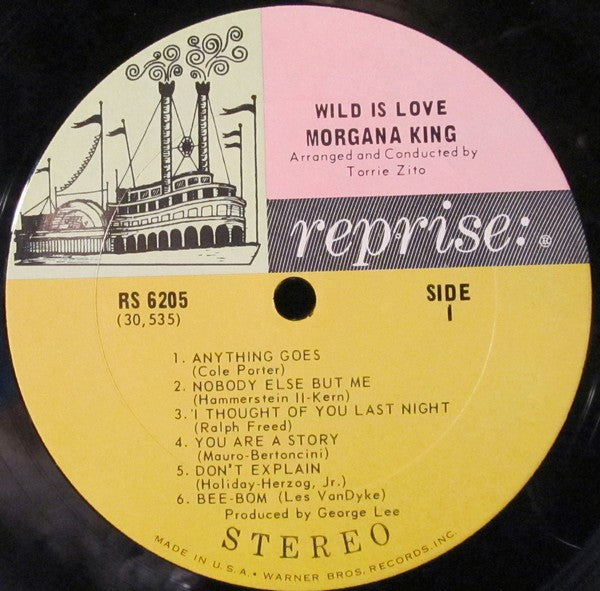 WILD IS LOVE
MORGANA KING
Arranged and Conducted by
Torrie Zito
reprise:®
RS 6205
(30,535)
SIDE
1
1. ANYTHING GOES
(Cole Porter)
2. NOBODY ELSE BUT ME
(Hammerstein II-Kern)
3. 'I THOUGHT OF YOU LAST NIGHT
(Ralph Freed)
4. YOU ARE A STORY
(Mauro-Bertoncini)
5. DON'T EXPLAIN
(Holiday-Herzog, Jr.)
6. BEE-BOM (Les VanDyke)
Produced by George Lee
STEREO
MADE IN U.S.A. • WARNER BROS. RECORDS, INC.